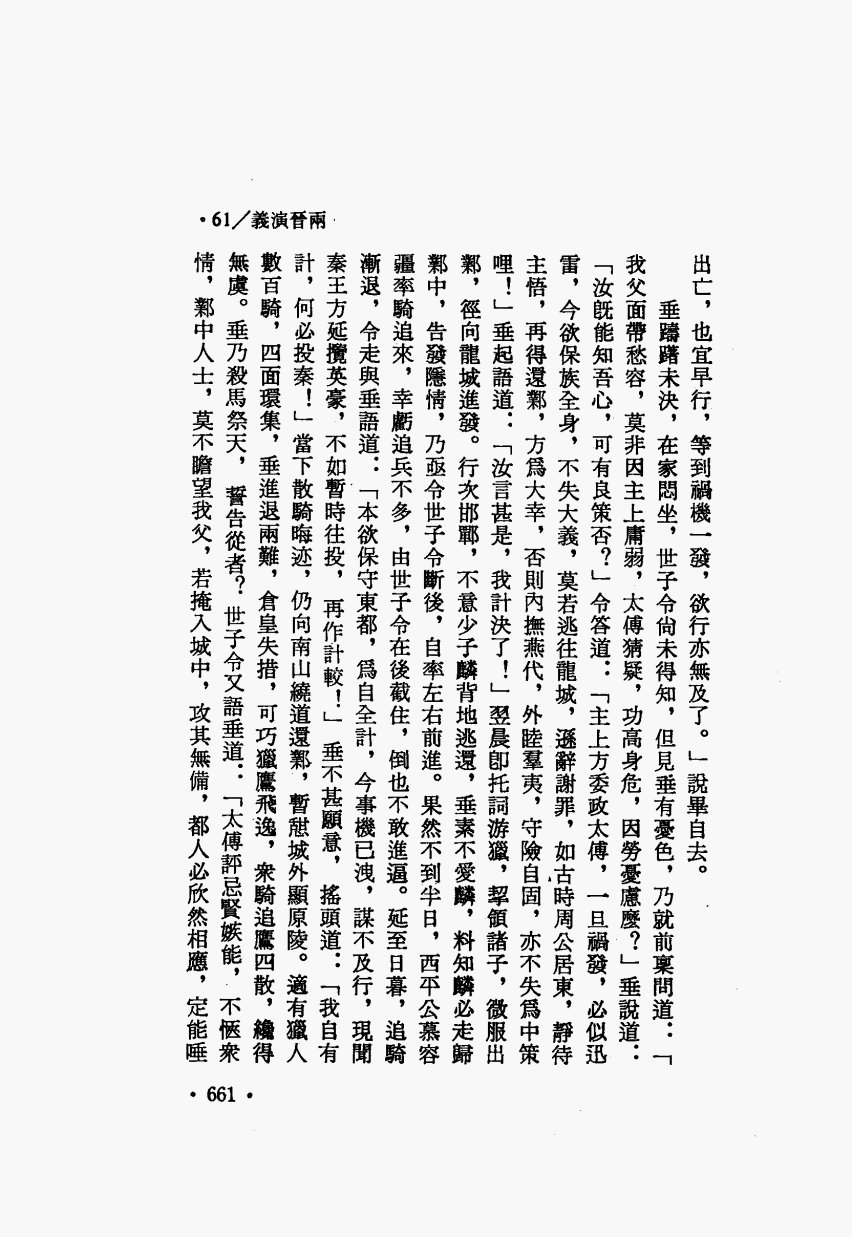 兩晉演義/61•
出亡，也宜早行，等到禍機一發，欲行亦無及了。」說畢自去。
垂躊躇未決，在家悶坐，世子令尙未得知，但見垂有憂色，乃就前稟問道：「
我父面帶愁容，莫非因主上庸弱，太傅猜疑，功高身危，因勞憂慮麼？」垂說道：
「汝旣能知吾心，可有良策否？」令答道：「主上方委政太傅，一旦禍發，必似迅
雷，今欲保族全身，不失大義，莫若逃往龍城，遜辭謝罪，如古時周公居東，靜待
主悟，再得還鄴，方爲大幸，否則內撫燕代，外睦羣夷，守險自固，亦不失爲中策
哩！」垂起語道：「汝言甚是，我計決了！」翌晨卽托詞游獵，挈領諸子，微服出
鄴，徑向龍城進發。行次邯鄲，不意少子麟背地逃還，垂素不愛麟，料知麟必走歸
鄴中，告發隱情，乃亟令世子令斷後，自率左右前進。果然不到半日，西平公慕容
疆率騎追來，幸虧追兵不多，由世子令在後截住，倒也不敢進逼。延至日暮，追騎
漸退，令走與垂語道：「本欲保守東都，爲自全計，今事機已洩，謀不及行，現聞
秦王方延攬英豪，不如暫時往投，再作計較！」垂不甚願意，搖頭道：「我自有
計，何必投秦！」當下散騎晦迹，仍向南山繞道還鄴，暫憇城外顯原陵。適有獵人
數百騎，四面環集，垂進退兩難，倉皇失措，可巧獵鷹飛逸，衆騎追鷹四散，纔得
無虞。垂乃殺馬祭天，誓告從者？世子令又語垂道：「太傅評忌賢嫉能，不愜衆
情，鄴中人士，莫不瞻望我父，若掩入城中，攻其無備，都人必欣然相應，定能唾
• 661 •